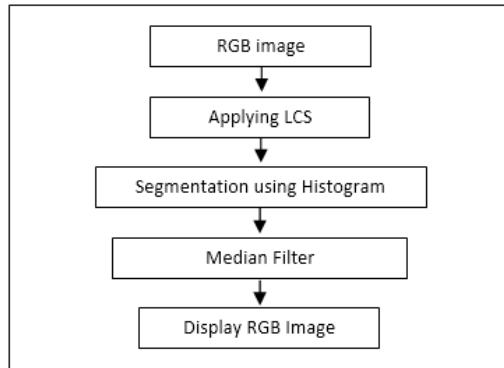 RGB image
Applying LCS
Segmentation using Histogram
Median Filter
Display RGB Image